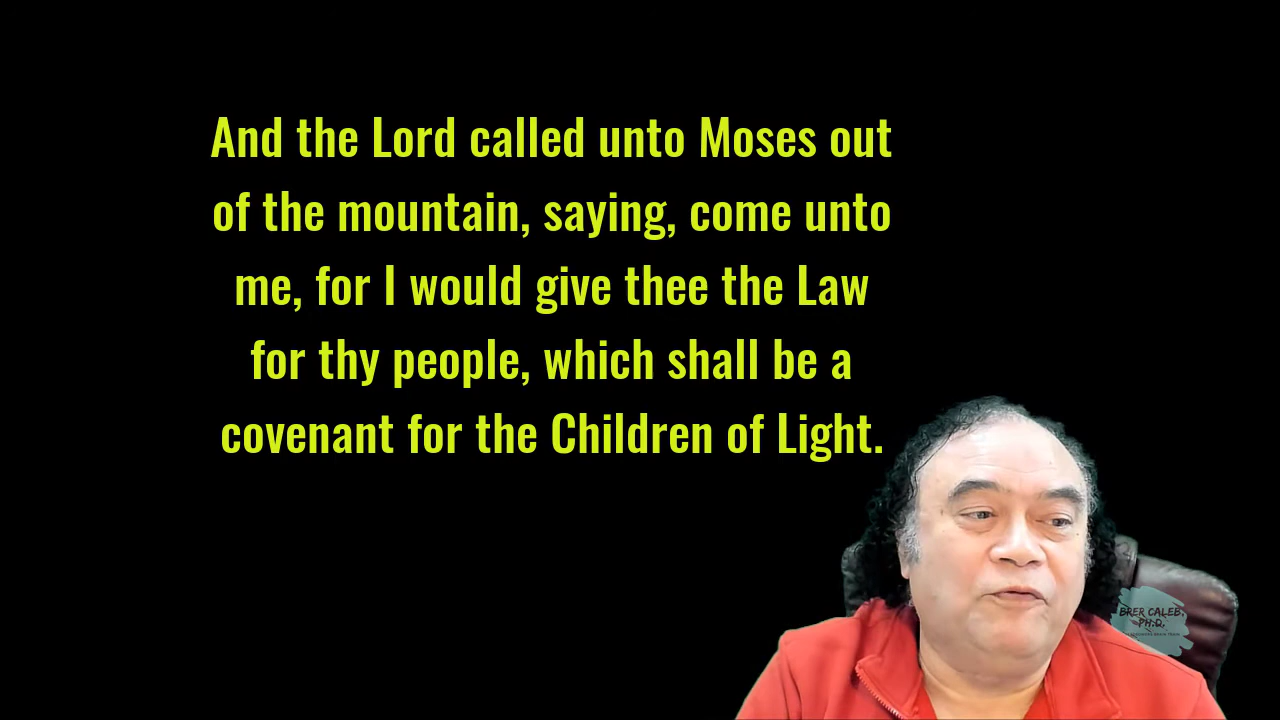 And the Lord called unto Moses out
of the mountain, saying, come unto
me, for I would give thee the Law
for thy people, which shall be a
covenant for the Children of Light.
BRER CALEB,
PH.D.